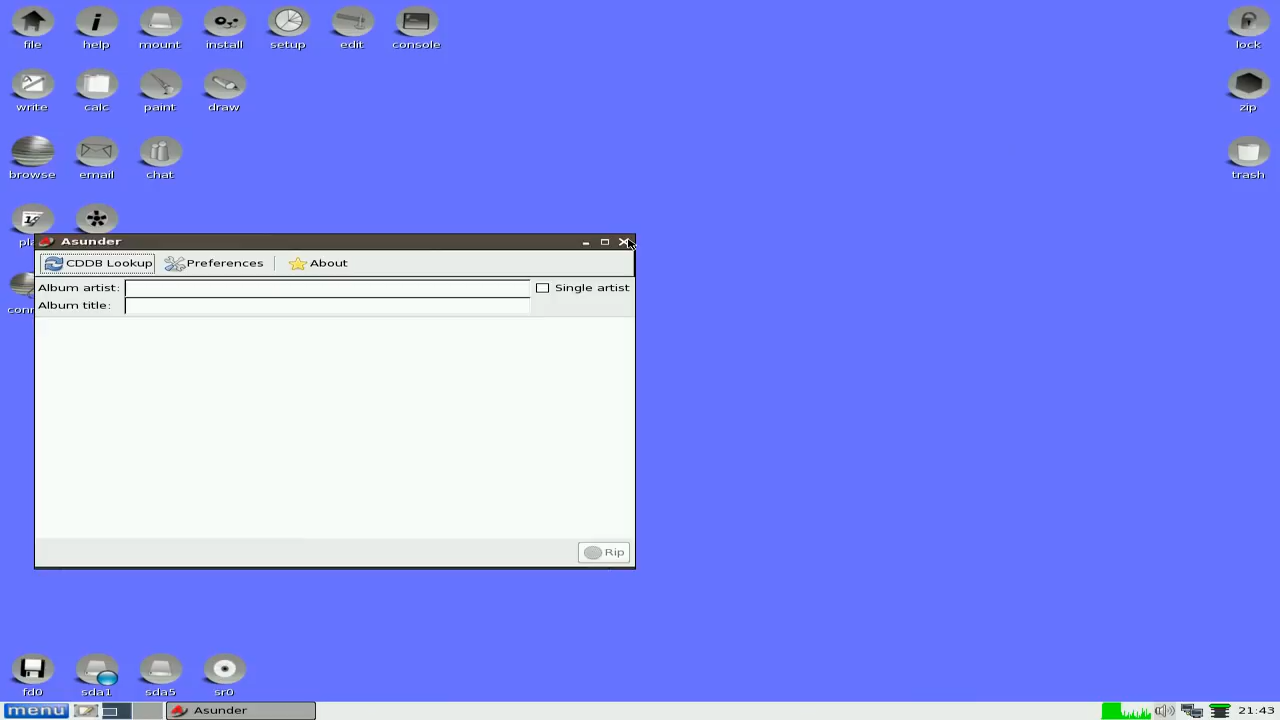 file help mount install setup edit console lock
write calc paint draw zip
browse email chat trash
Asunder
CDDB Lookup Preferences About
Album artist: Single artist
Album title:
Rip
fd0 sda1 sda5 sr0
menu Asunder 21:43